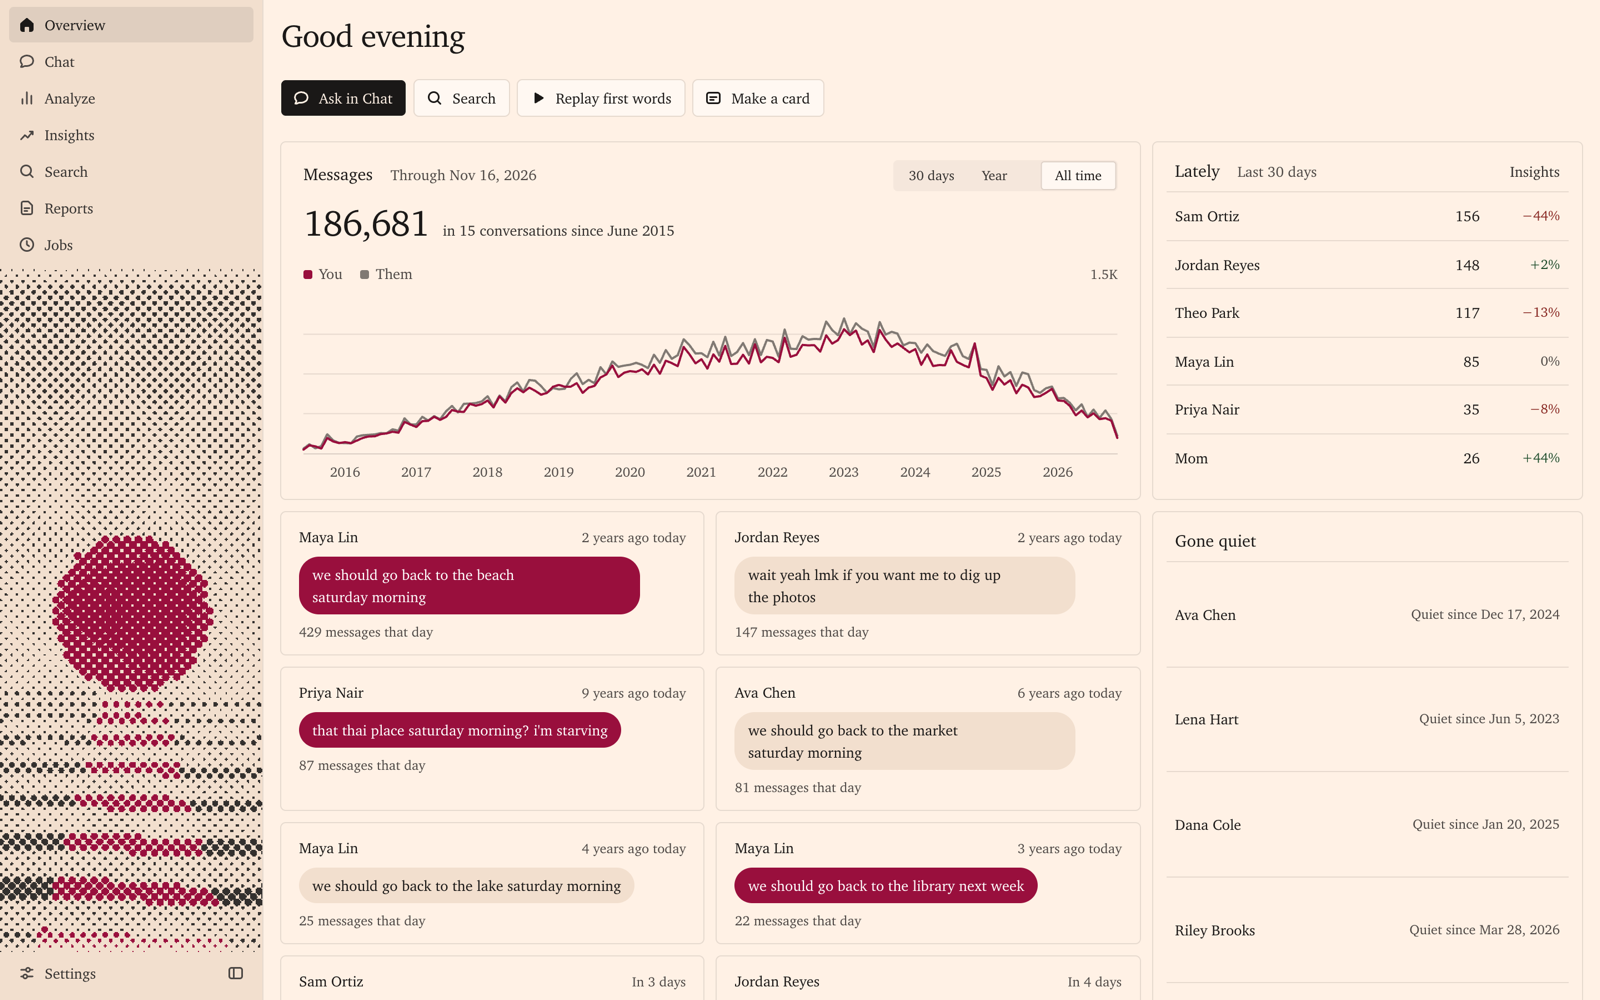 Overview
Chat
Analyze
Insights
Search
Reports
Jobs
Settings
Good evening
Ask in Chat
Search
Replay first words
Make a card
Messages Through Nov 16, 2026
30 days Year All time
186,681 in 15 conversations since June 2015
You Them 1.5K
2016 2017 2018 2019 2020 2021 2022 2023 2024 2025 2026
Lately Last 30 days Insights
Sam Ortiz 156 −44%
Jordan Reyes 148 +2%
Theo Park 117 −13%
Maya Lin 85 0%
Priya Nair 35 −8%
Mom 26 +44%
Maya Lin 2 years ago today
we should go back to the beach
saturday morning
429 messages that day
Jordan Reyes 2 years ago today
wait yeah lmk if you want me to dig up
the photos
147 messages that day
Priya Nair 9 years ago today
that thai place saturday morning? i'm starving
87 messages that day
Ava Chen 6 years ago today
we should go back to the market
saturday morning
81 messages that day
Maya Lin 4 years ago today
we should go back to the lake saturday morning
25 messages that day
Maya Lin 3 years ago today
we should go back to the library next week
22 messages that day
Sam Ortiz In 3 days
Jordan Reyes In 4 days
Gone quiet
Ava Chen Quiet since Dec 17, 2024
Lena Hart Quiet since Jun 5, 2023
Dana Cole Quiet since Jan 20, 2025
Riley Brooks Quiet since Mar 28, 2026